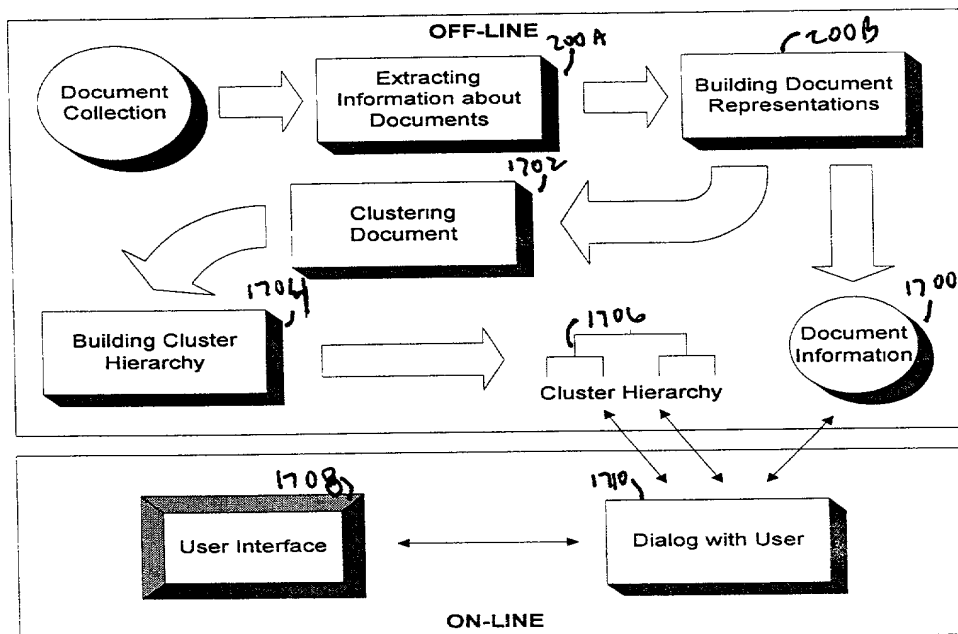 OFF-LINE
200A
200B
Document
Collection
Extracting
Information about
Documents
Building Document
Representations
1702
Clustering
Document
1704
1700
Building Cluster
Hierarchy
1706
Cluster Hierarchy
Document
Information
1708
1710
User Interface
Dialog with User
ON-LINE